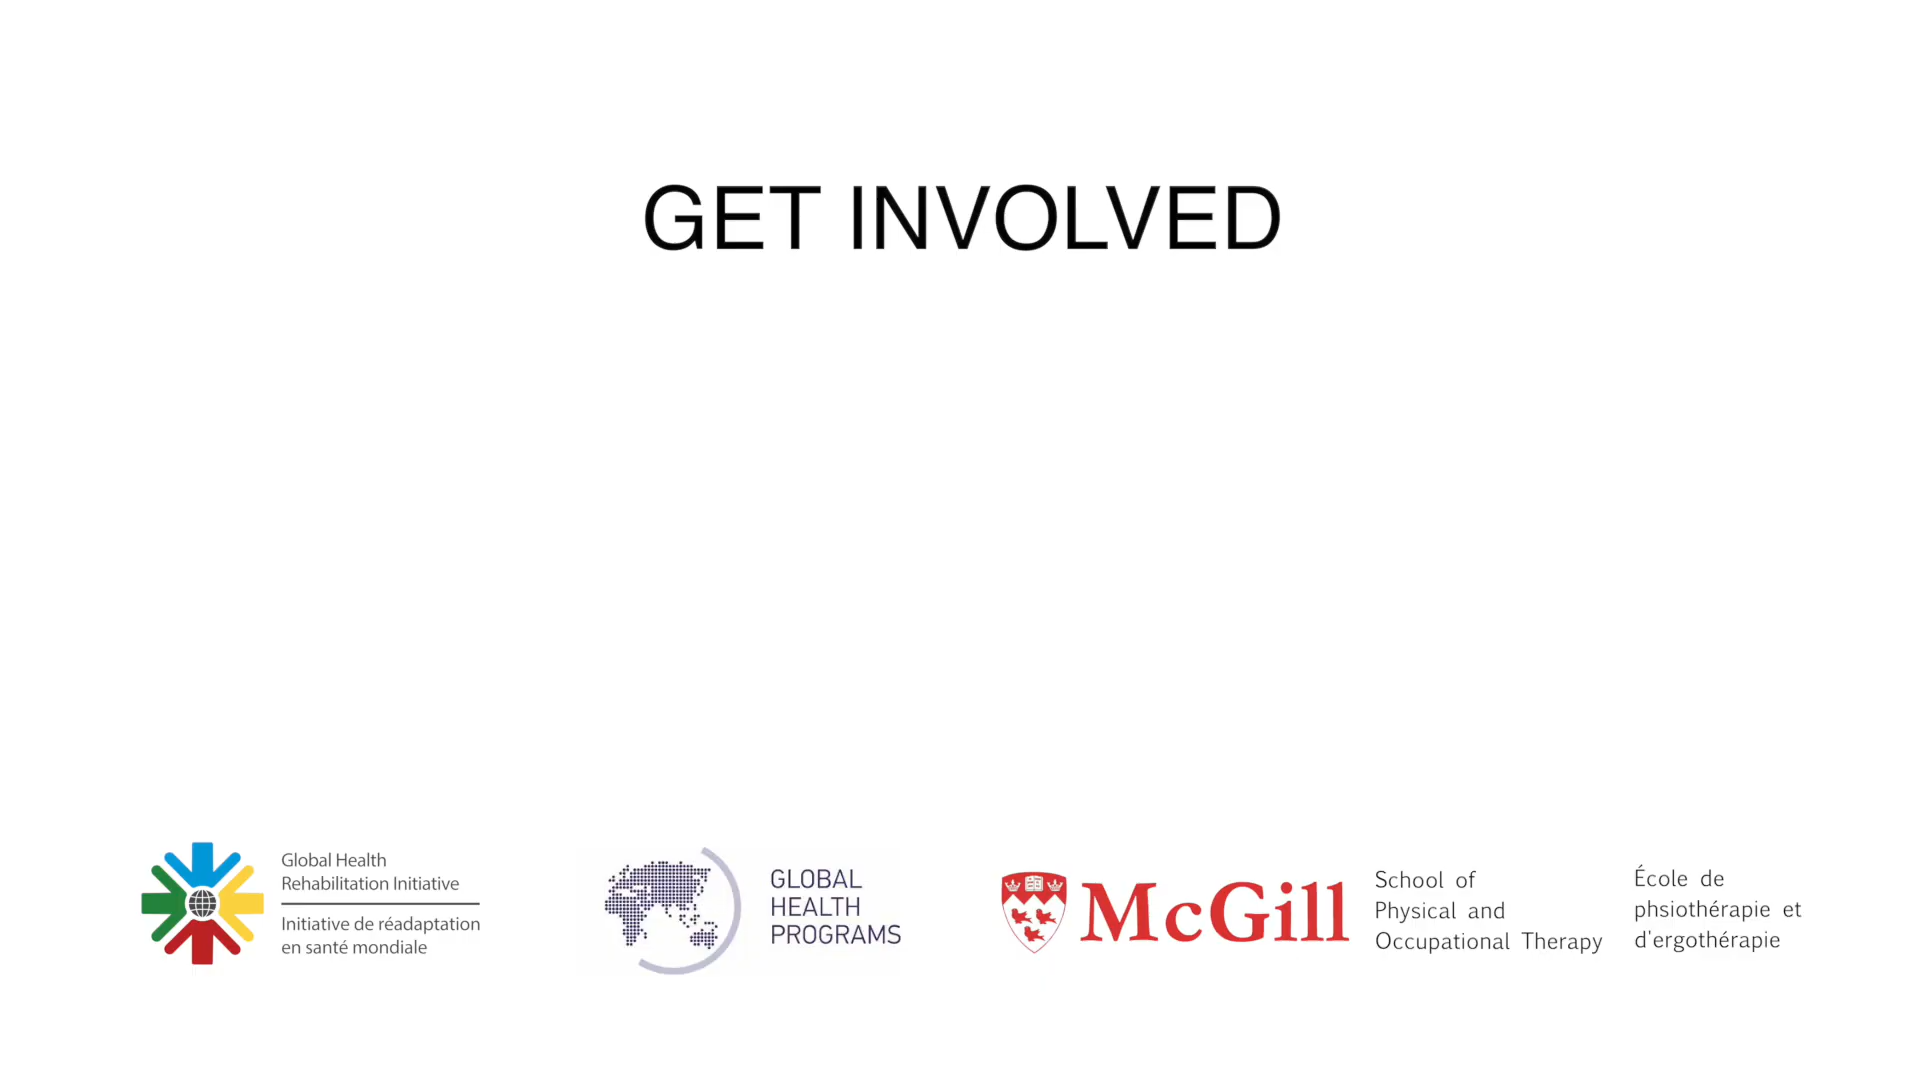 GET INVOLVED
Global Health
Rehabilitation Initiative
Initiative de réadaptation
en santé mondiale
GLOBAL
HEALTH
PROGRAMS
McGill
School of
Physical and
Occupational Therapy
École de
phsiothérapie et
d'ergothérapie